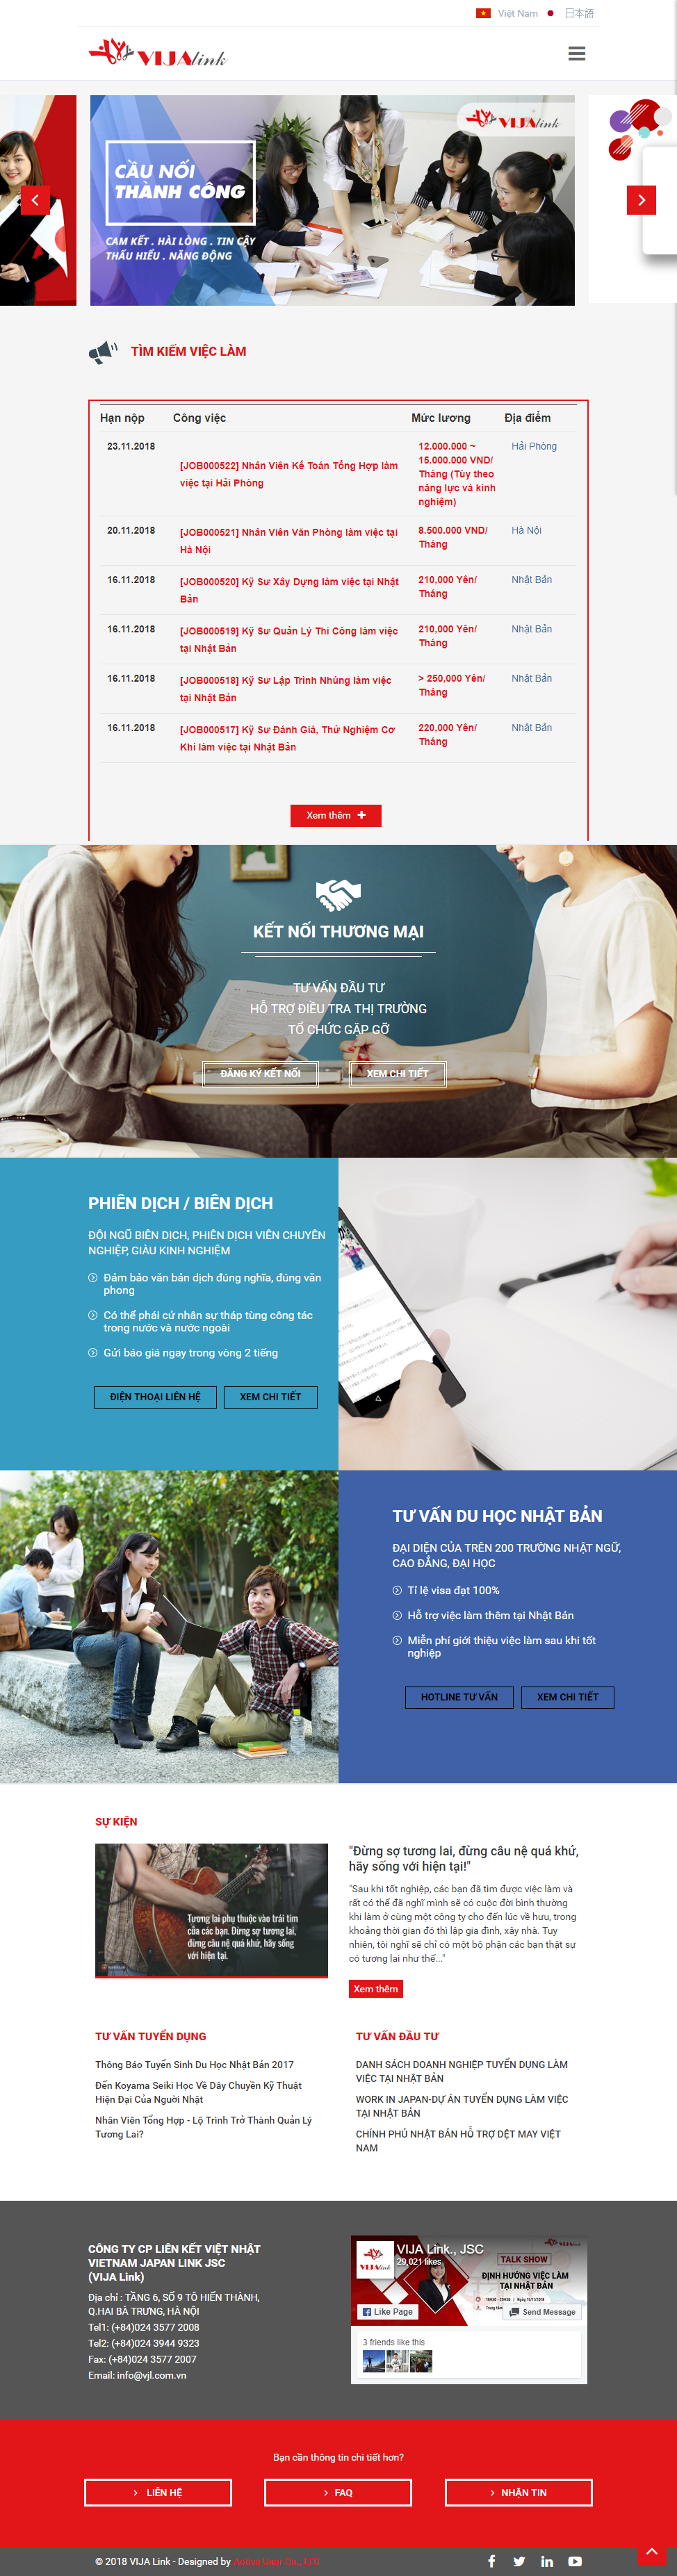 Việt Nam
日本語
VIJAlink
VIJAlink
CẦU NỐI
THÀNH CÔNG
CAM KẾT . HÀI LÒNG . TIN CẬY
THẤU HIỂU . NĂNG ĐỘNG
TÌM KIẾM VIỆC LÀM
Hạn nộp Công việc Mức lương Địa điểm
23.11.2018
[JOB000522] Nhân Viên Kế Toán Tổng Hợp làm
việc tại Hải Phòng
12.000.000 ~
15.000.000 VND/
Tháng (Tùy theo
năng lực và kinh
nghiệm)
Hải Phòng
20.11.2018
[JOB000521] Nhân Viên Văn Phòng làm việc tại
Hà Nội
8.500.000 VND/
Tháng
Hà Nội
16.11.2018
[JOB000520] Kỹ Sư Xây Dựng làm việc tại Nhật
Bản
210,000 Yên/
Tháng
Nhật Bản
16.11.2018
[JOB000519] Kỹ Sư Quản Lý Thi Công làm việc
tại Nhật Bản
210,000 Yên/
Tháng
Nhật Bản
16.11.2018
[JOB000518] Kỹ Sư Lập Trình Nhúng làm việc
tại Nhật Bản
> 250,000 Yên/
Tháng
Nhật Bản
16.11.2018
[JOB000517] Kỹ Sư Đánh Giá, Thử Nghiệm Cơ
Khí làm việc tại Nhật Bản
220,000 Yên/
Tháng
Nhật Bản
Xem thêm
KẾT NỐI THƯƠNG MẠI
TƯ VẤN ĐẦU TƯ
HỖ TRỢ ĐIỀU TRA THỊ TRƯỜNG
TỔ CHỨC GẶP GỠ
ĐĂNG KÝ KẾT NỐI
XEM CHI TIẾT
PHIÊN DỊCH / BIÊN DỊCH
ĐỘI NGŨ BIÊN DỊCH, PHIÊN DỊCH VIÊN CHUYÊN
NGHIỆP, GIÀU KINH NGHIỆM
Đảm bảo văn bản dịch đúng nghĩa, đúng văn
phong
Có thể phái cử nhân sự tháp tùng công tác
trong nước và nước ngoài
Gửi báo giá ngay trong vòng 2 tiếng
ĐIỆN THOẠI LIÊN HỆ
XEM CHI TIẾT
TƯ VẤN DU HỌC NHẬT BẢN
ĐẠI DIỆN CỦA TRÊN 200 TRƯỜNG NHẬT NGỮ,
CAO ĐẲNG, ĐẠI HỌC
Tỉ lệ visa đạt 100%
Hỗ trợ việc làm thêm tại Nhật Bản
Miễn phí giới thiệu việc làm sau khi tốt
nghiệp
HOTLINE TƯ VẤN
XEM CHI TIẾT
SỰ KIỆN
Tương lai phụ thuộc vào trái tim
của các bạn. Đừng sợ tương lai,
đừng câu nệ quá khứ, hãy sống
với hiện tại.
"Đừng sợ tương lai, đừng câu nệ quá khứ,
hãy sống với hiện tại!"
"Sau khi tốt nghiệp, các bạn đã tìm được việc làm và
rất có thể đã nghĩ mình sẽ có cuộc đời bình thường
khi làm ở cùng một công ty cho đến lúc về hưu, trong
khoảng thời gian đó thì lập gia đình, xây nhà. Tuy
nhiên, tôi nghĩ sẽ chỉ có một bộ phận các bạn thật sự
có tương lai như thế..."
Xem thêm
TƯ VẤN TUYỂN DỤNG
Thông Báo Tuyển Sinh Du Học Nhật Bản 2017
Đến Koyama Seiki Học Về Dây Chuyền Kỹ Thuật
Hiện Đại Của Người Nhật
Nhân Viên Tổng Hợp - Lộ Trình Trở Thành Quản Lý
Tương Lai?
TƯ VẤN ĐẦU TƯ
DANH SÁCH DOANH NGHIỆP TUYỂN DỤNG LÀM
VIỆC TẠI NHẬT BẢN
WORK IN JAPAN-DỰ ÁN TUYỂN DỤNG LÀM VIỆC
TẠI NHẬT BẢN
CHÍNH PHỦ NHẬT BẢN HỖ TRỢ DỆT MAY VIỆT
NAM
CÔNG TY CP LIÊN KẾT VIỆT NHẬT
VIETNAM JAPAN LINK JSC
(VIJA Link)
Địa chỉ : TẦNG 6, SỐ 9 TÔ HIẾN THÀNH,
Q.HAI BÀ TRƯNG, HÀ NỘI
Tel1: (+84)024 3577 2008
Tel2: (+84)024 3944 9323
Fax: (+84)024 3577 2007
Email: info@vjl.com.vn
VIJA Link., JSC
29,021 likes
TALK SHOW
ĐỊNH HƯỚNG VIỆC LÀM
TẠI NHẬT BẢN
Like Page
Send Message
3 friends like this
Bạn cần thông tin chi tiết hơn?
LIÊN HỆ
FAQ
NHẬN TIN
© 2018 VIJA Link - Designed by